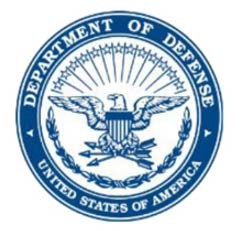 DEPARTMENT OF DEFENSE
UNITED STATES OF AMERICA